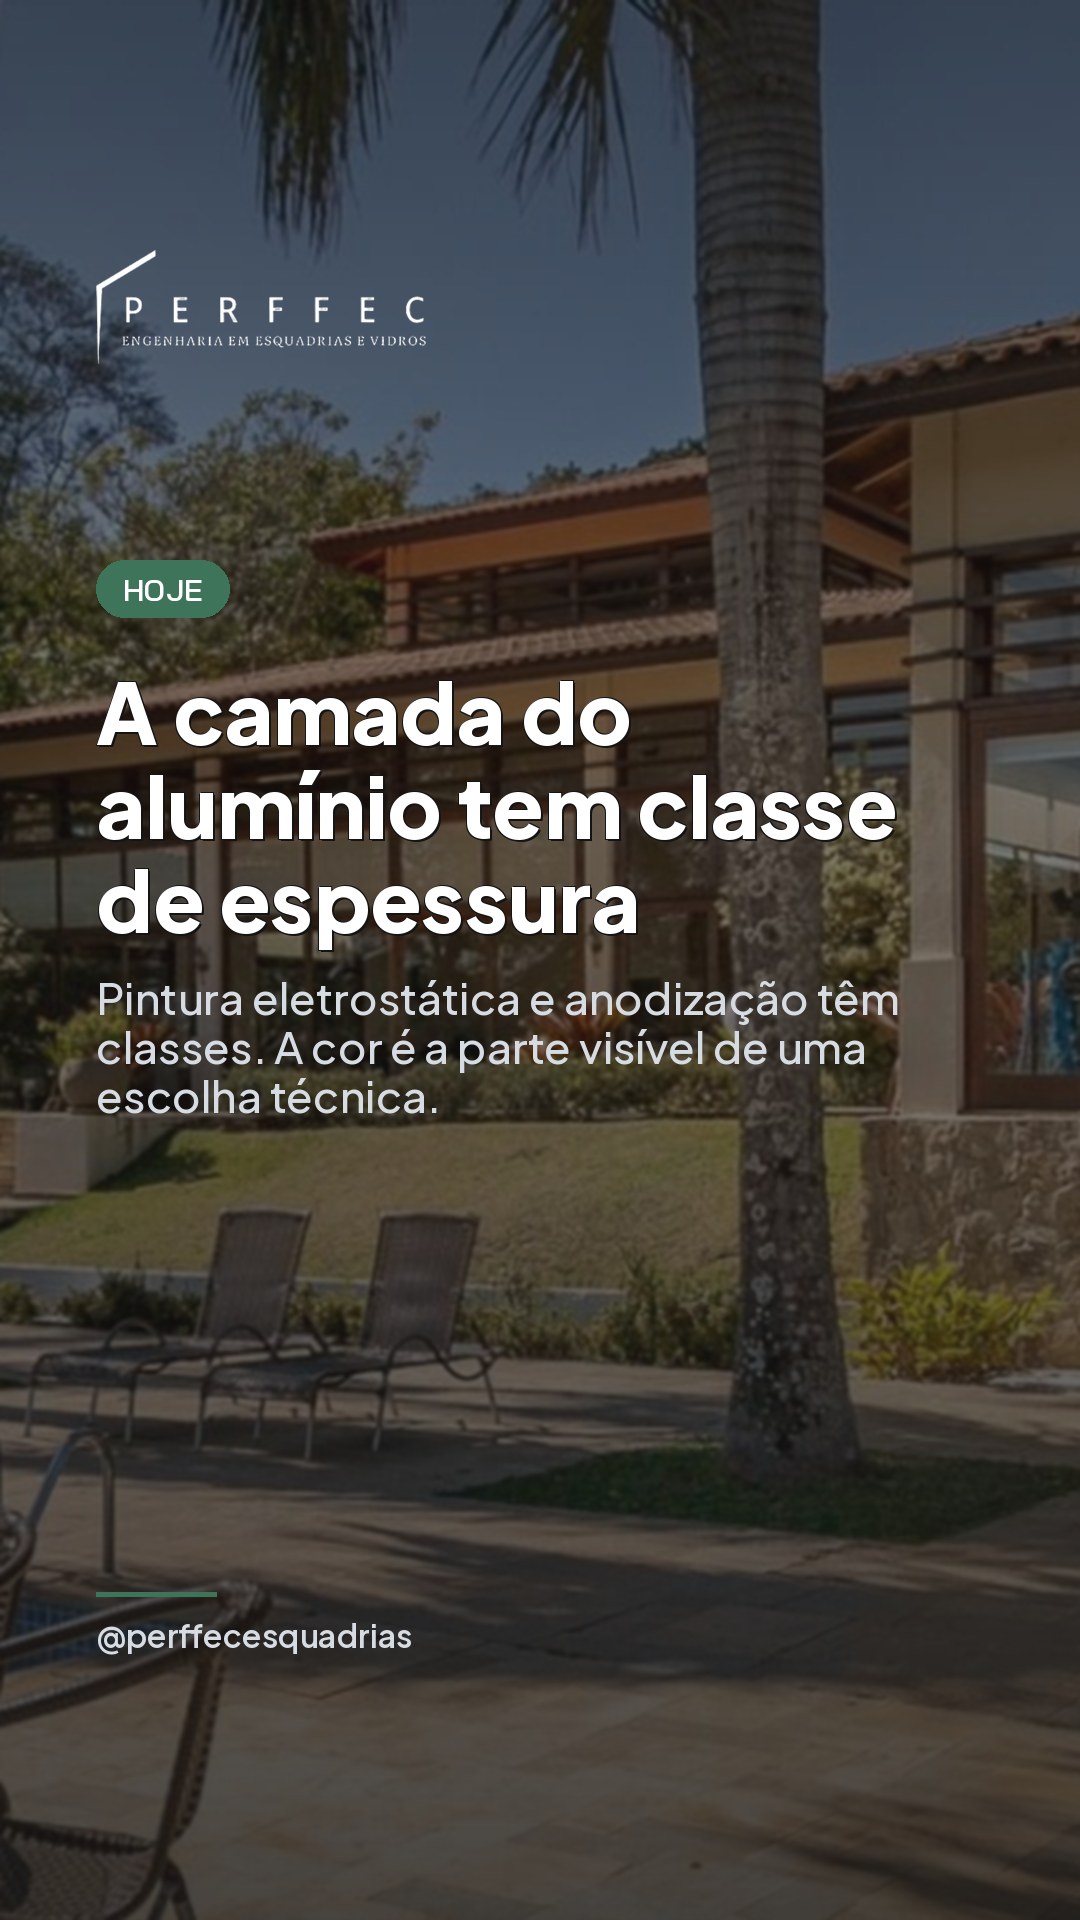 PERFFEC
ENGENHARIA EM ESQUADRIAS E VIDROS
HOJE
A camada do
alumínio tem classe
de espessura
Pintura eletrostática e anodização têm
classes. A cor é a parte visível de uma
escolha técnica.
@perffecesquadrias